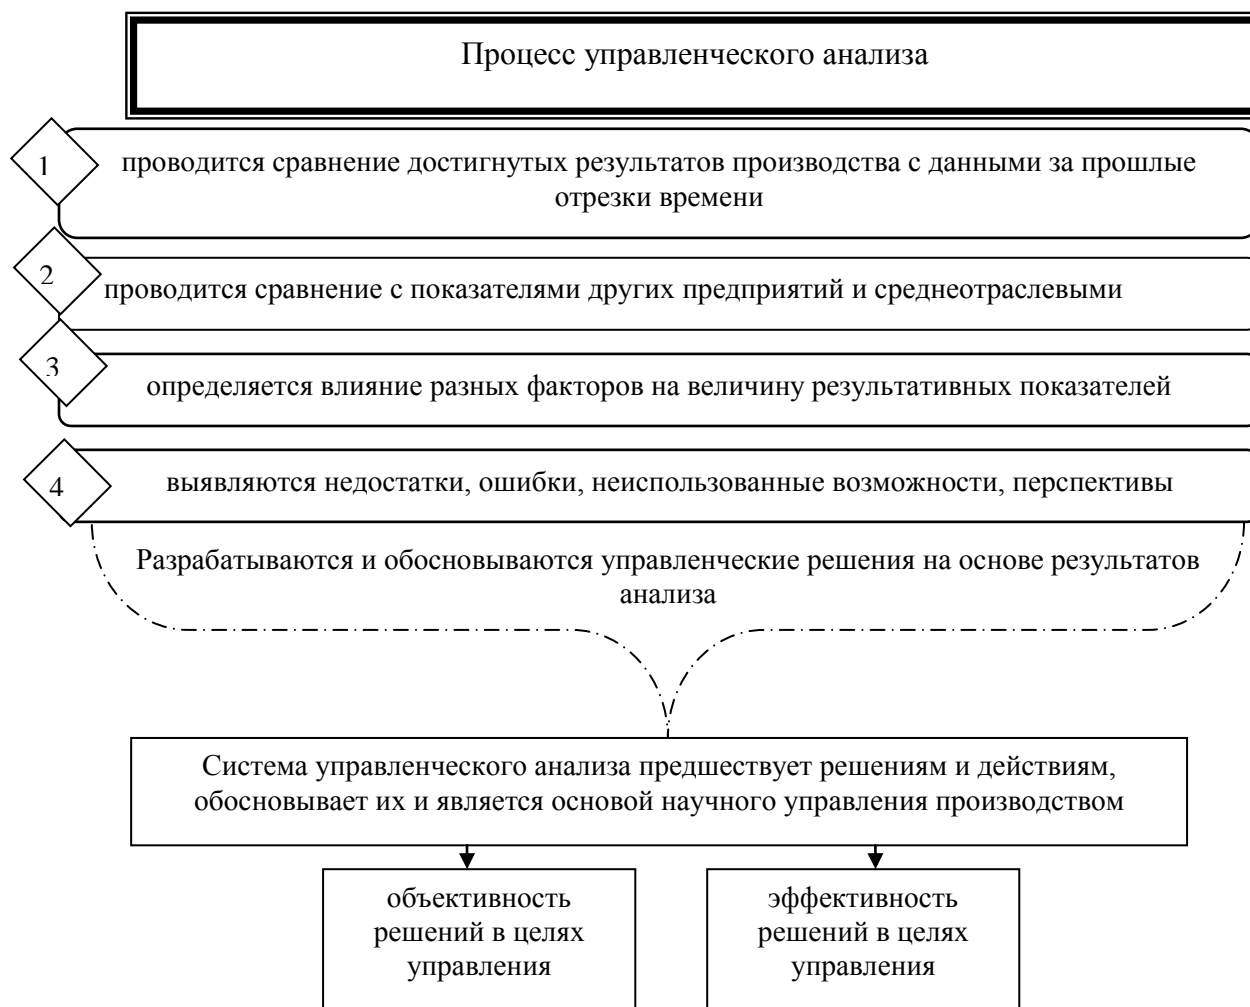 Процесс управленческого анализа
1
проводится сравнение достигнутых результатов производства с данными за прошлые
отрезки времени
2
проводится сравнение с показателями других предприятий и среднеотраслевыми
3
определяется влияние разных факторов на величину результативных показателей
4
выявляются недостатки, ошибки, неиспользованные возможности, перспективы
Разрабатываются и обосновываются управленческие решения на основе результатов
анализа
Система управленческого анализа предшествует решениям и действиям,
обосновывает их и является основой научного управления производством
объективность
решений в целях
управления
эффективность
решений в целях
управления